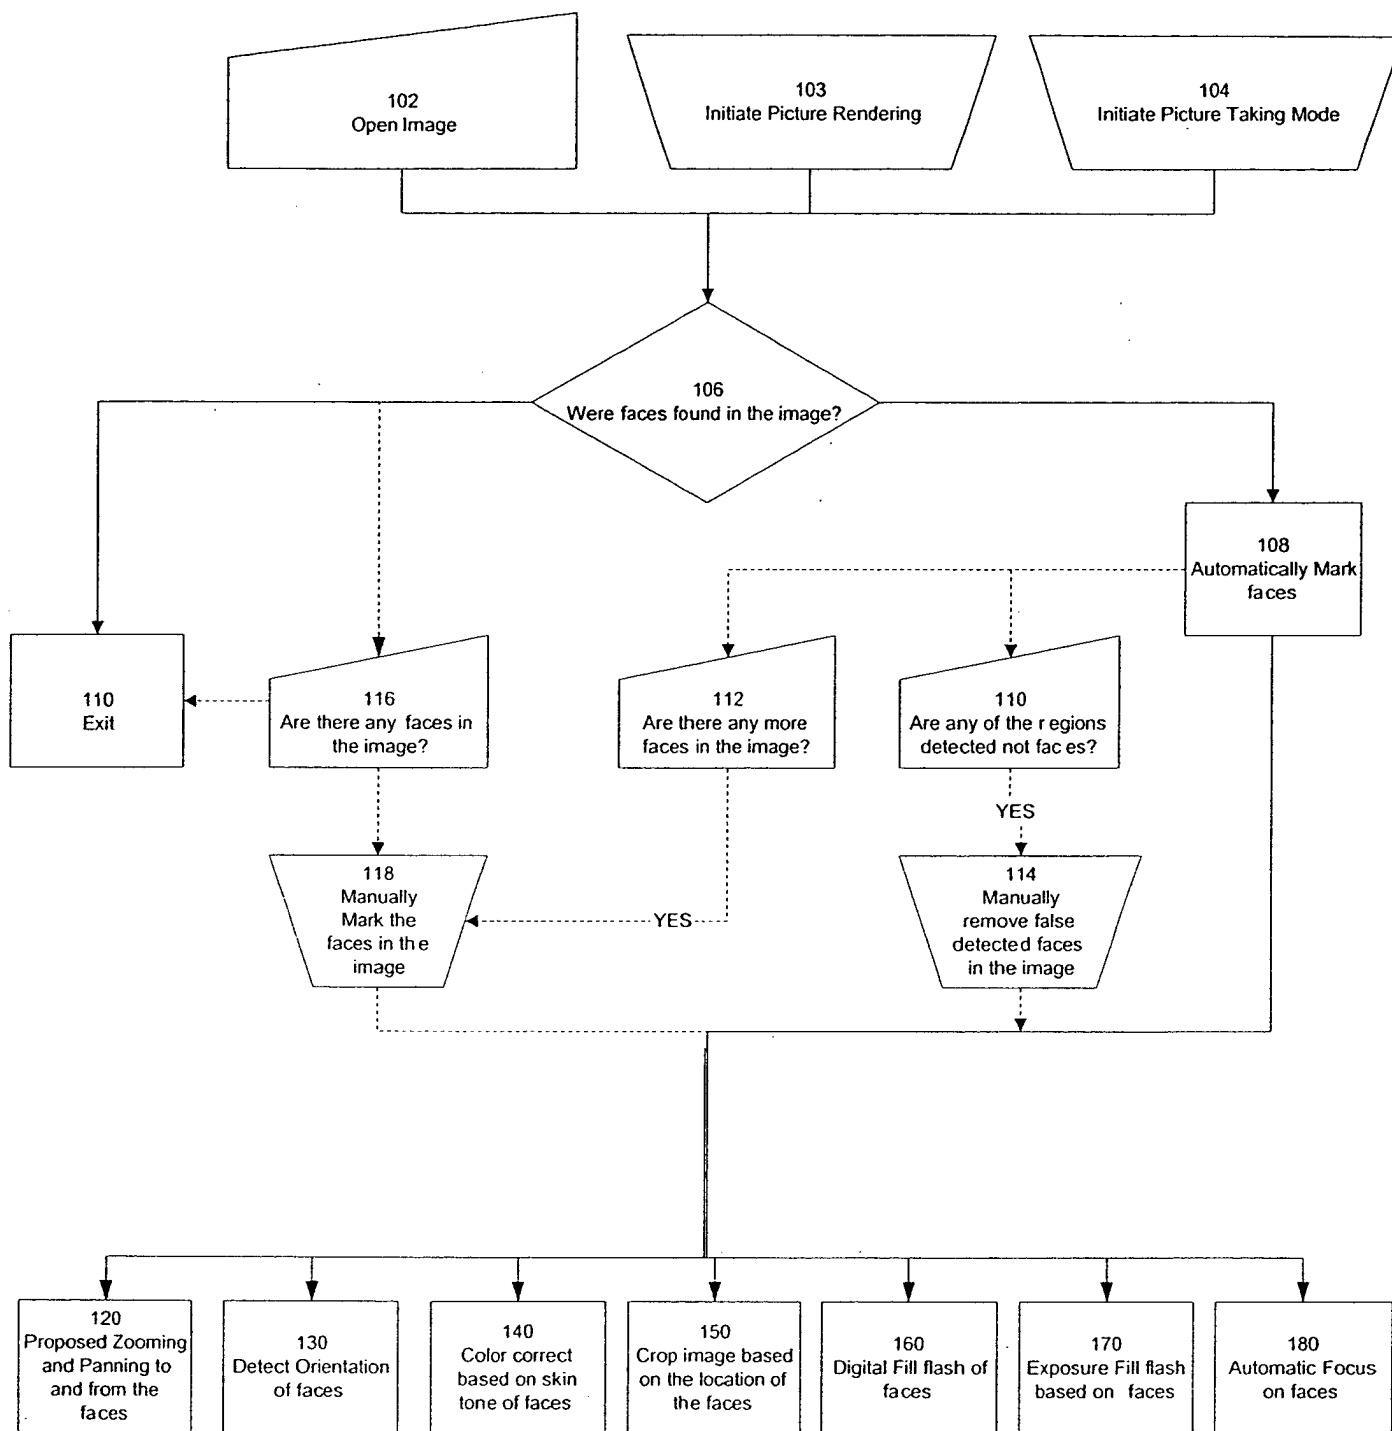 102
Open Image
103
Initiate Picture Rendering
104
Initiate Picture Taking Mode
106
Were faces found in the image?
108
Automatically Mark
faces
110
Exit
116
Are there any faces in
the image?
112
Are there any more
faces in the image?
110
Are any of the regions
detected not faces?
YES
118
Manually
Mark the
faces in the
image
YES
114
Manually
remove false
detected faces
in the image
120
Proposed Zooming
and Panning to
and from the
faces
130
Detect Orientation
of faces
140
Color correct
based on skin
tone of faces
150
Crop image based
on the location of
the faces
160
Digital Fill flash of
faces
170
Exposure Fill flash
based on faces
180
Automatic Focus
on faces